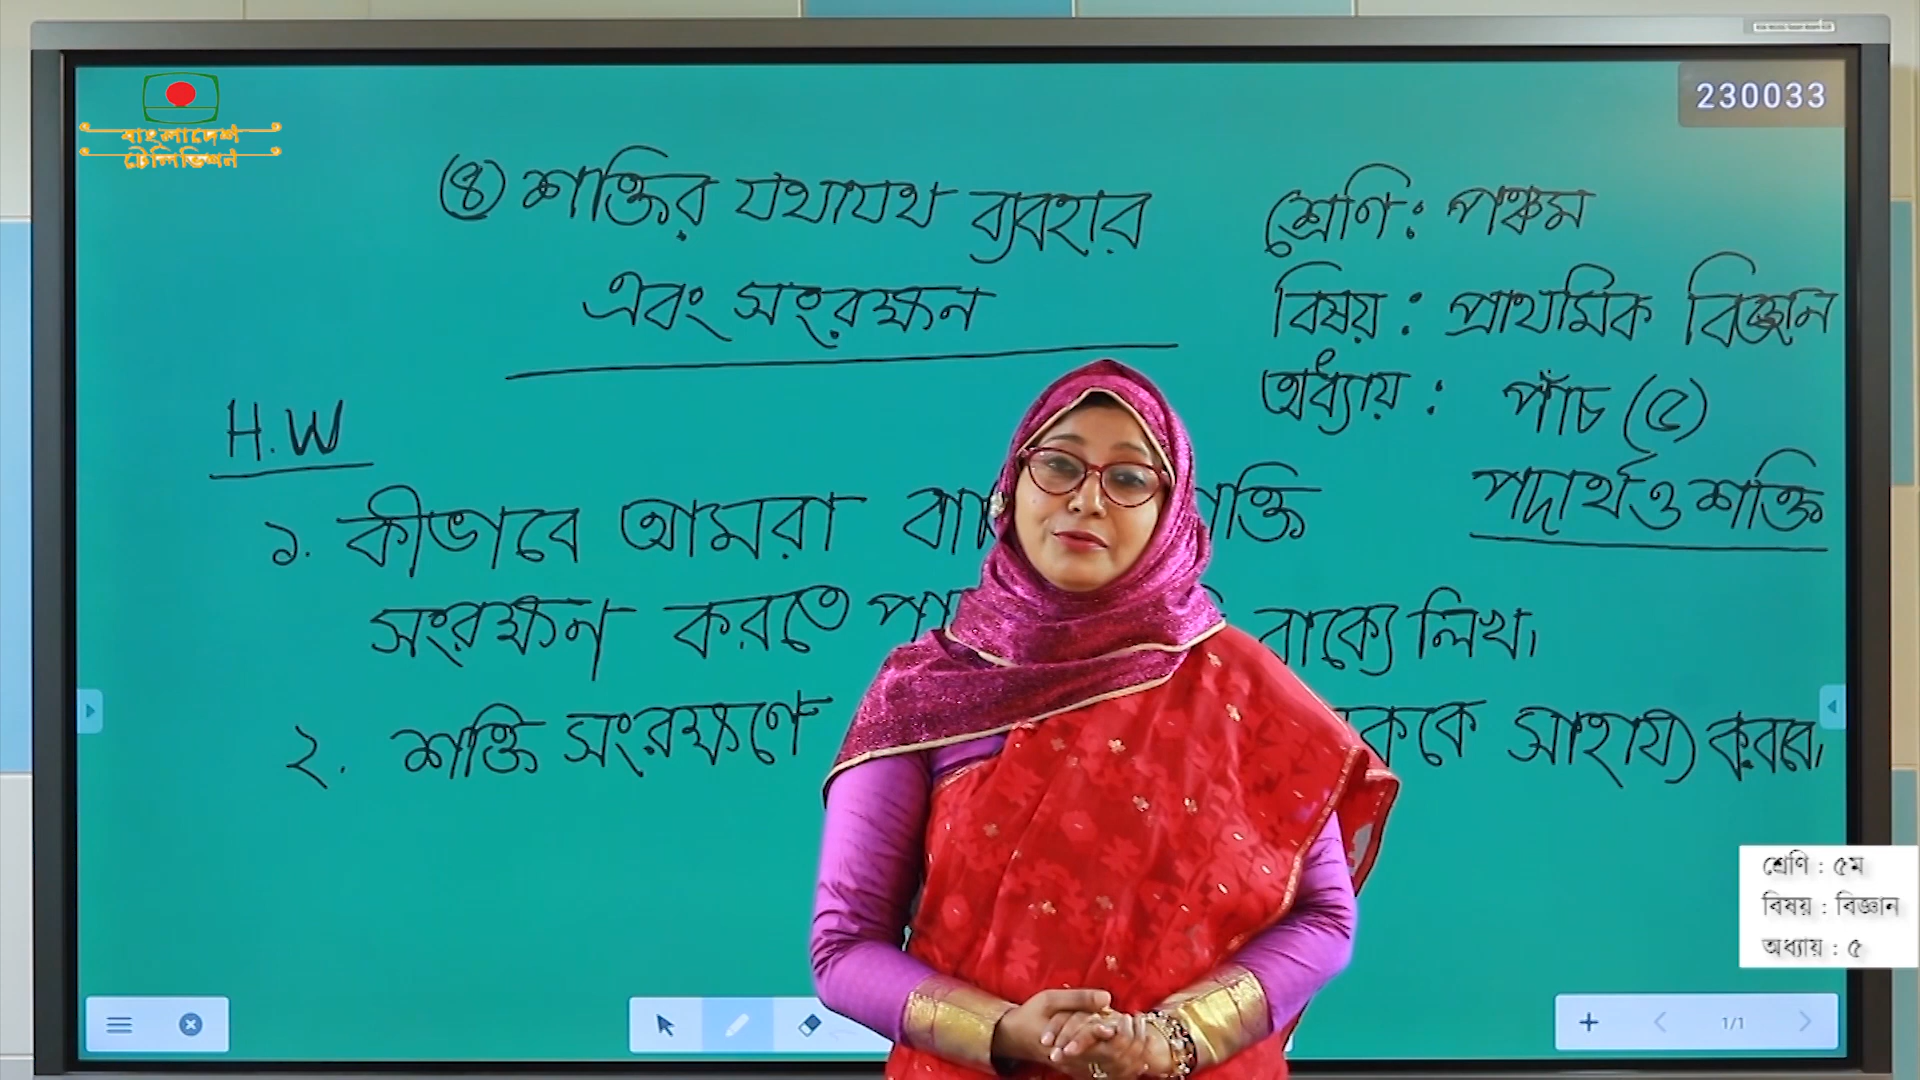 বাংলাদেশ
টেলিভিশন
230033
(৪) শক্তির যথাযথ ব্যবহার
এবং সংরক্ষন
শ্রেণি : পঞ্চম
বিষয় : প্রাথমিক বিজ্ঞান
অধ্যায় : পাঁচ (৫)
পদার্থ ও শক্তি
H.W
১. কীভাবে আমরা শক্তি
সংরক্ষন করতে বাক্যে লিখ।
২. শক্তি সংরক্ষণে সাহায্য করবে।
শ্রেণি : ৫ম
বিষয় : বিজ্ঞান
অধ্যায় : ৫
1/1